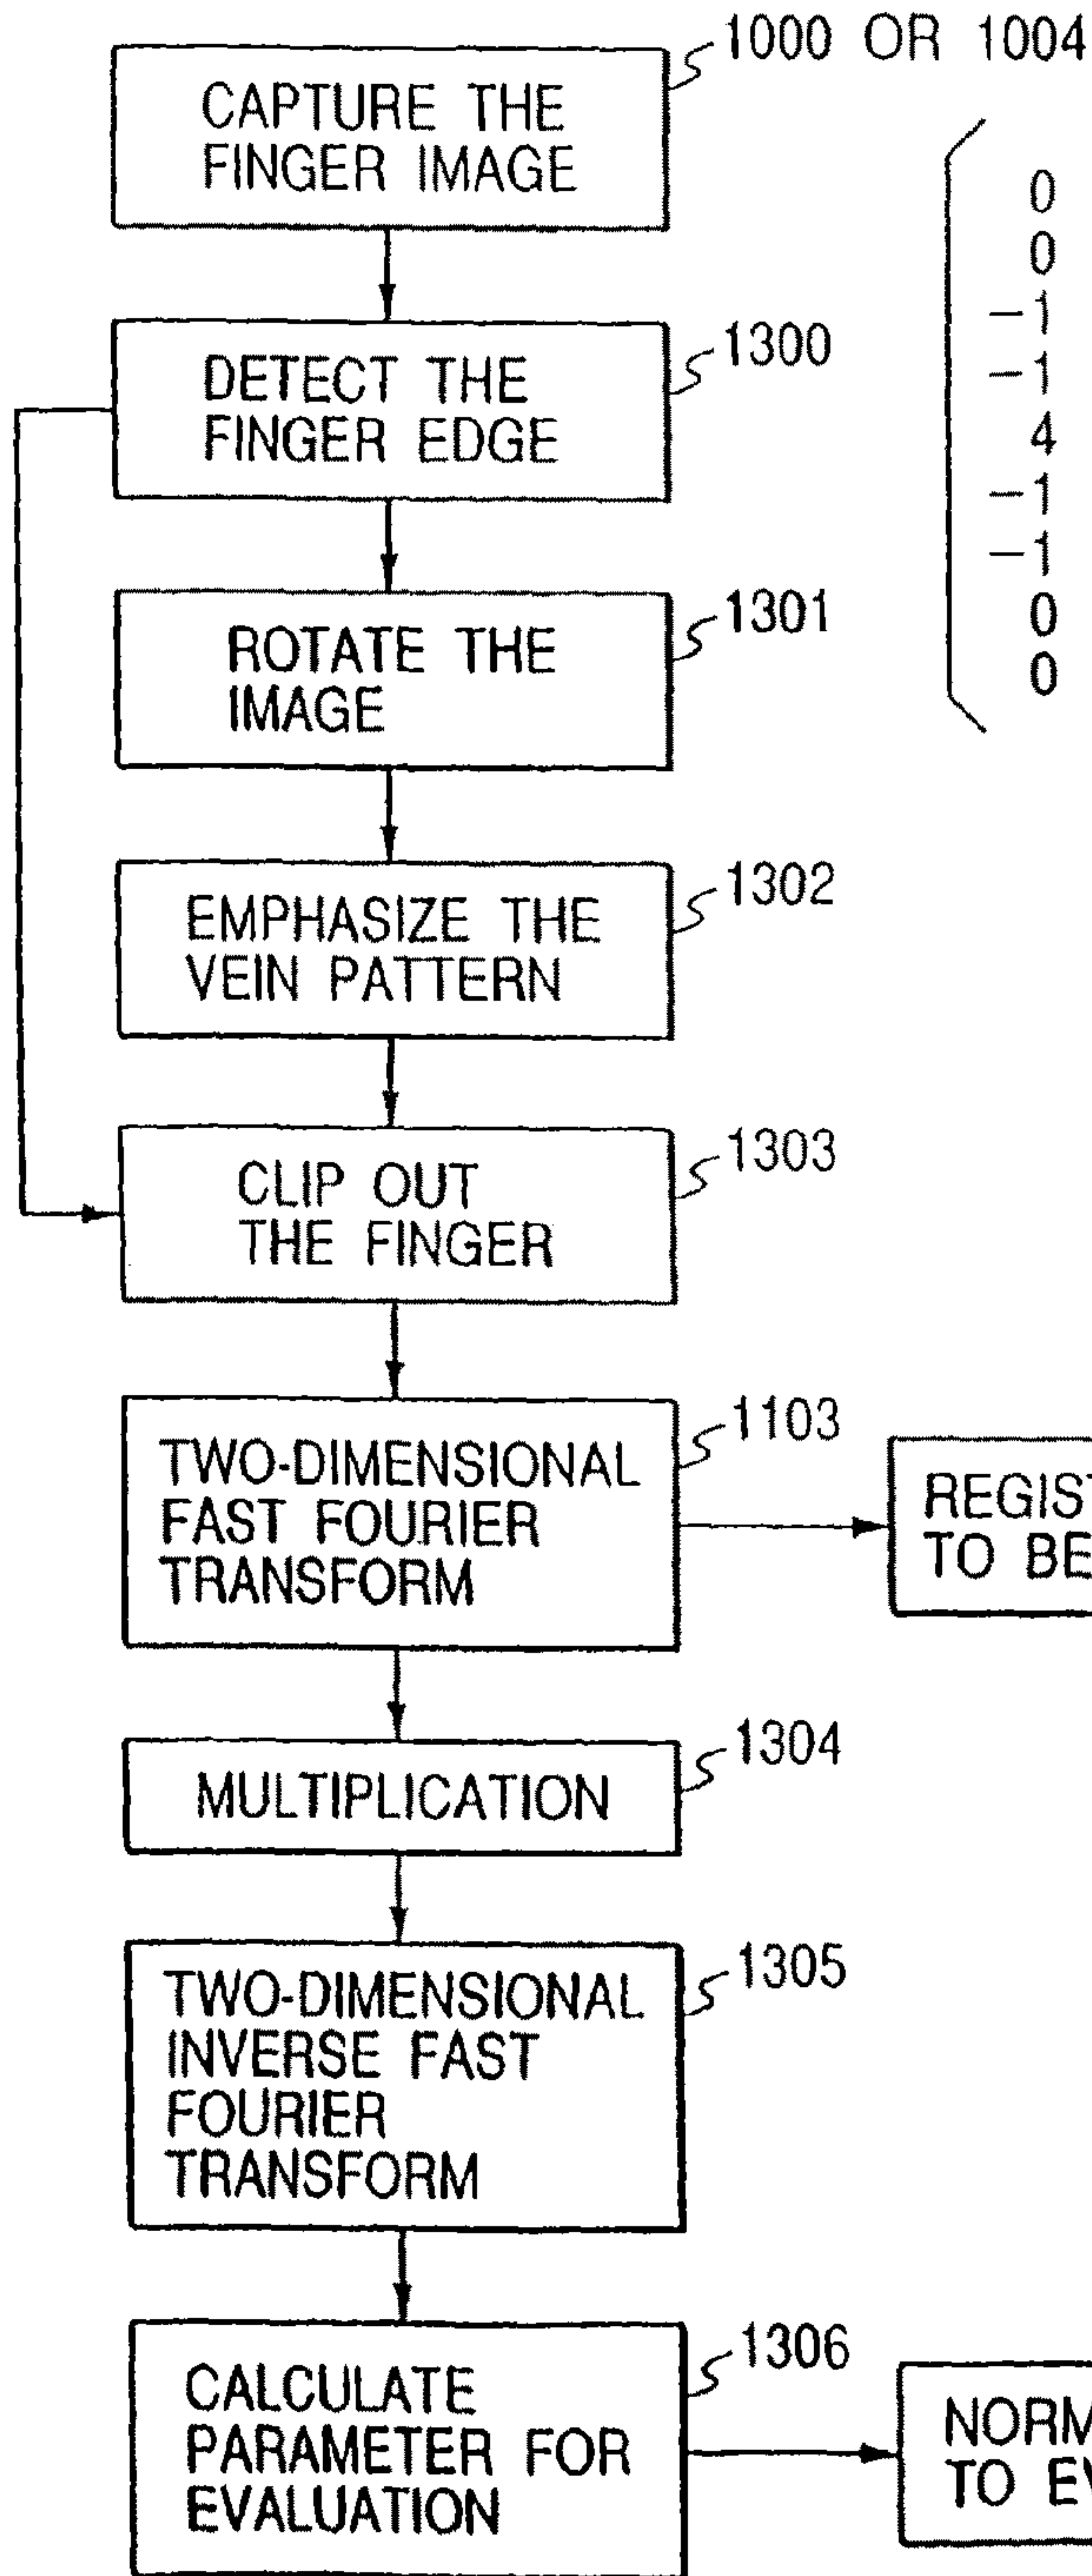 1000 OR 1004
CAPTURE THE
FINGER IMAGE
0
0
−1
−1
4
−1
−1
0
0
1300
DETECT THE
FINGER EDGE
1301
ROTATE THE
IMAGE
1302
EMPHASIZE THE
VEIN PATTERN
1303
CLIP OUT
THE FINGER
1103
TWO-DIMENSIONAL
FAST FOURIER
TRANSFORM
TO BE
1304
MULTIPLICATION
1305
TWO-DIMENSIONAL
INVERSE FAST
FOURIER
TRANSFORM
1306
CALCULATE
PARAMETER FOR
EVALUATION
TO